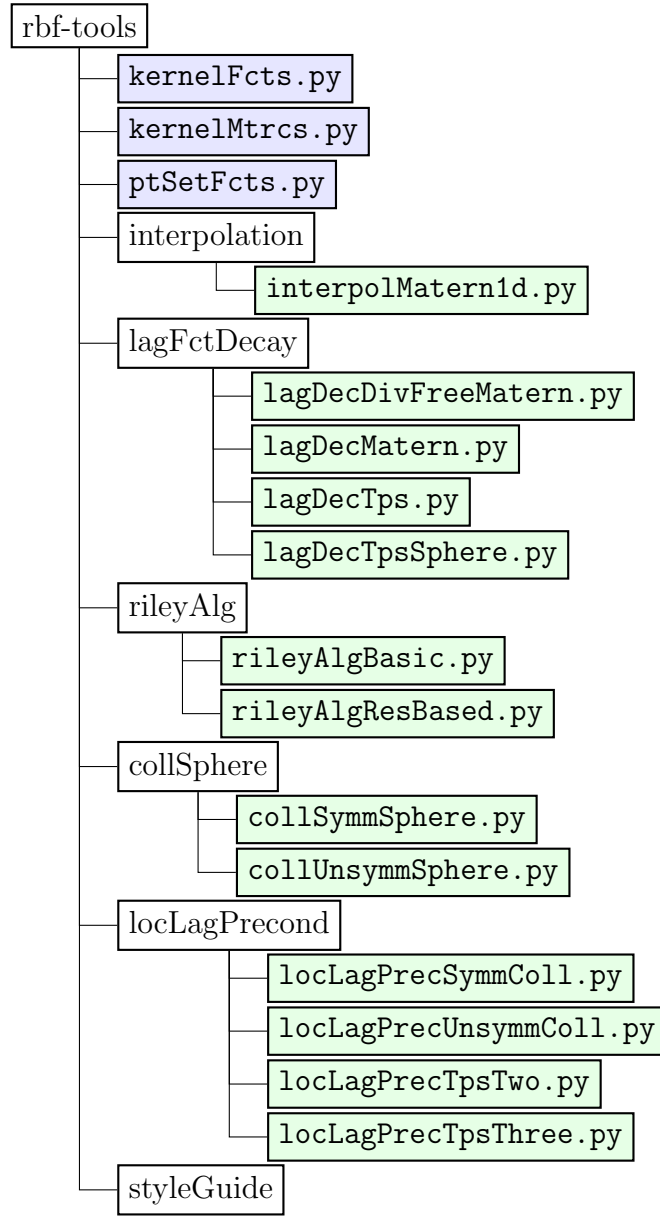 rbf-tools
kernelFcts.py
kernelMtrcs.py
ptSetFcts.py
interpolation
interpolMatern1d.py
lagFctDecay
lagDecDivFreeMatern.py
lagDecMatern.py
lagDecTps.py
lagDecTpsSphere.py
rileyAlg
rileyAlgBasic.py
rileyAlgResBased.py
collSphere
collSymmSphere.py
collUnsymmSphere.py
locLagPrecond
locLagPrecSymmColl.py
locLagPrecUnsymmColl.py
locLagPrecTpsTwo.py
locLagPrecTpsThree.py
styleGuide